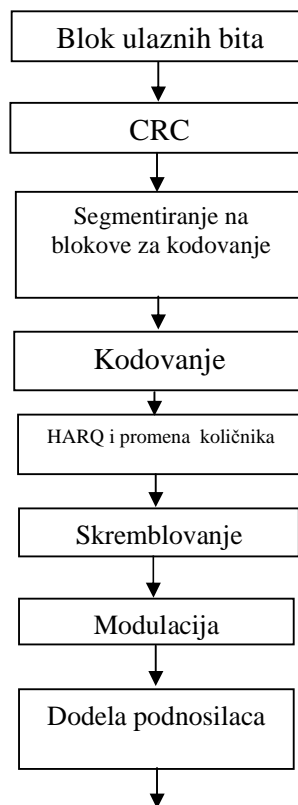 Blok ulaznih bita
CRC
Segmentiranje na
blokove za kodovanje
Kodovanje
HARQ i promena količnika
Skremblovanje
Modulacija
Dodela podnosilaca